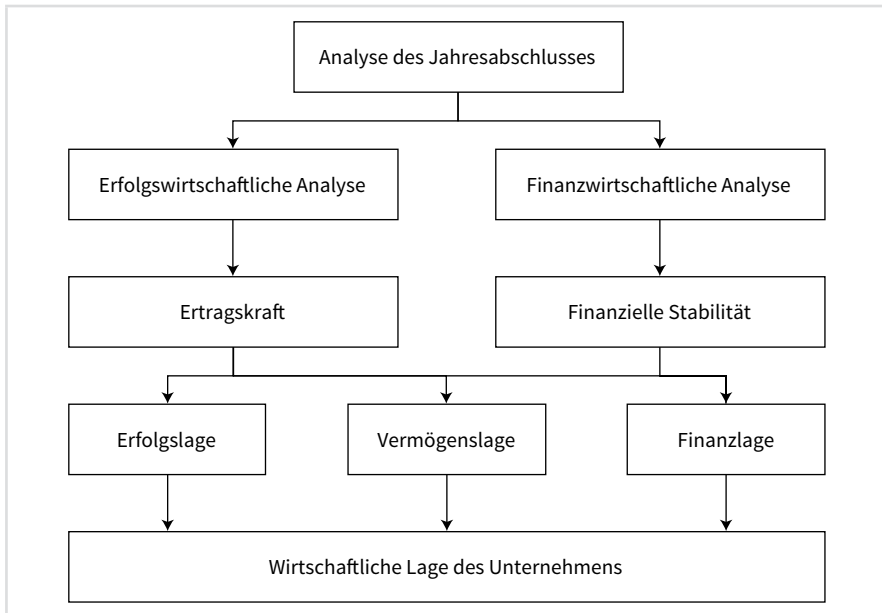 Analyse des Jahresabschlusses
Erfolgswirtschaftliche Analyse
Finanzwirtschaftliche Analyse
Ertragskraft
Finanzielle Stabilität
Erfolgslage
Vermögenslage
Finanzlage
Wirtschaftliche Lage des Unternehmens